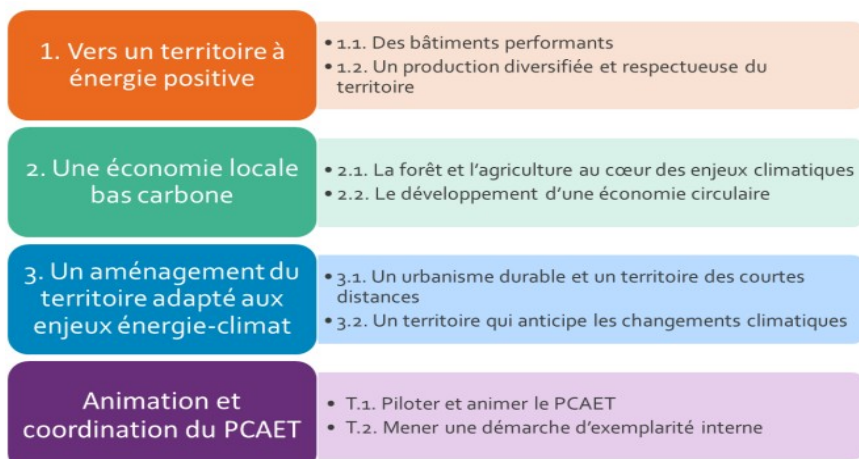 1. Vers un territoire à
énergie positive
• 1.1. Des bâtiments performants
• 1.2. Un production diversifiée et respectueuse du
territoire
2. Une économie locale
bas carbone
• 2.1. La forêt et l'agriculture au cœur des enjeux climatiques
• 2.2. Le développement d'une économie circulaire
3. Un aménagement du
territoire adapté aux
enjeux énergie-climat
• 3.1. Un urbanisme durable et un territoire des courtes
distances
• 3.2. Un territoire qui anticipe les changements climatiques
Animation et
coordination du PCAET
• T.1. Piloter et animer le PCAET
• T.2. Mener une démarche d'exemplarité interne